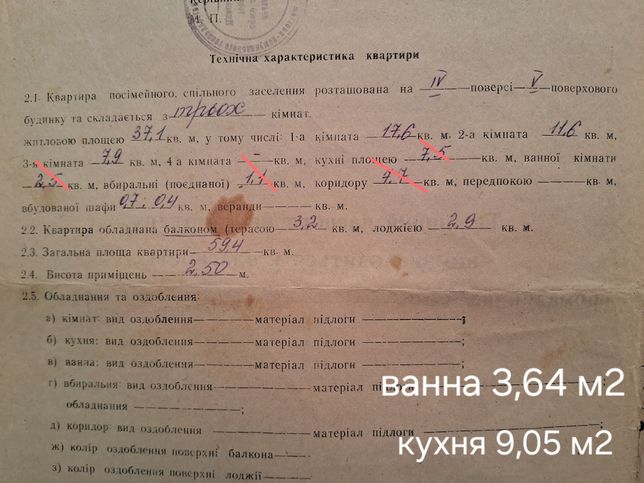 М. П.
Технічна характеристика квартири
2.1. Квартира посімейного, спільного заселення розташована на IV поверсі V поверхового
будинку та складається з трьох кімнат.
житловою площею 37,1 кв. м, у тому числі: 1-а кімната 17,6 кв. м. 2-а кімната 11,6 кв. м,
3-я кімната 7,9 кв. м, 4 а кімната – кв. м, кухні площею 7,5 кв. м, ванної кімнати
2,5 кв. м, вбиральні (поєднаної) 1,1 кв. м, коридору 9,7 кв. м, передпокою кв. м,
вбудованої шафи 0,7; 0,4 кв. м, веранди кв. м.
2.2. Квартира обладнана балконом (терасою 3,2 кв. м, лоджією 2,9 кв. м.
2.3. Загальна площа квартири 59,4 кв. м.
2.4. Висота приміщень 2,50 м.
2.5. Обладнання та оздоблення:
а) кімнат: вид оздоблення матеріал підлоги ;
б) кухня: вид оздоблення матеріал підлоги
в) ванна: вид оздоблення матеріал підлоги
г) вбиральня: вид оздоблення матеріал підлоги
обладнання ;
д) коридор: вид оздоблення матеріал підлоги
ж) колір оздоблення поверхні балкона
з) колір оздоблення поверхні лоджії
ванна 3,64 м2
кухня 9,05 м2